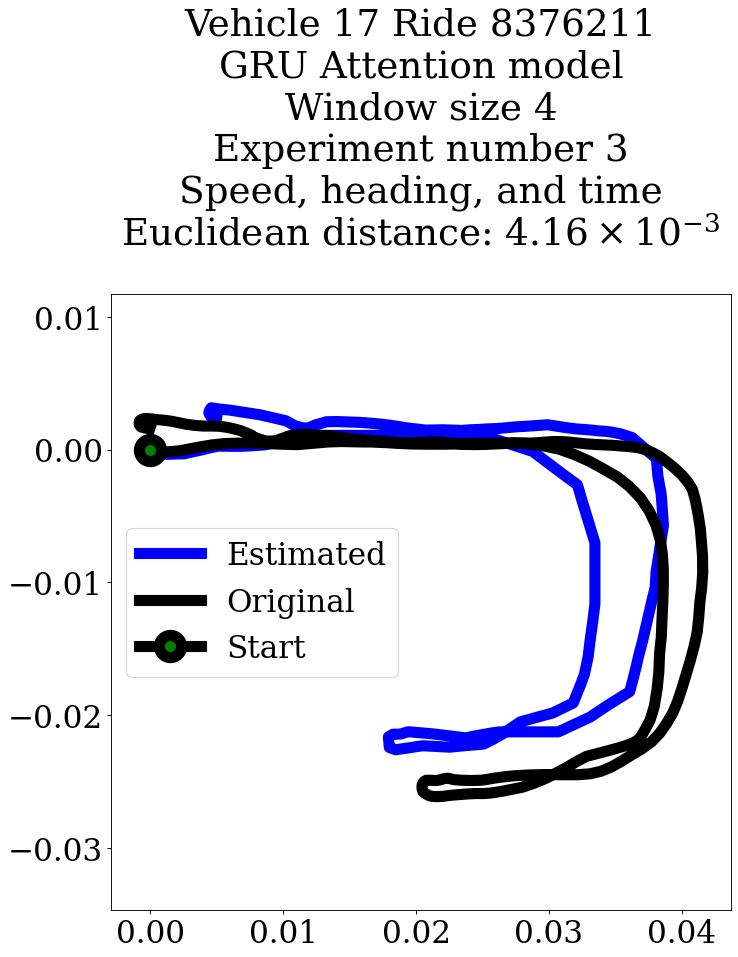 Vehicle 17 Ride 8376211
GRU Attention model
Window size 4
Experiment number 3
Speed, heading, and time
Euclidean distance: 4.16 × 10⁻³
0.01
0.00
−0.01
−0.02
−0.03
Estimated
Original
Start
0.00 0.01 0.02 0.03 0.04